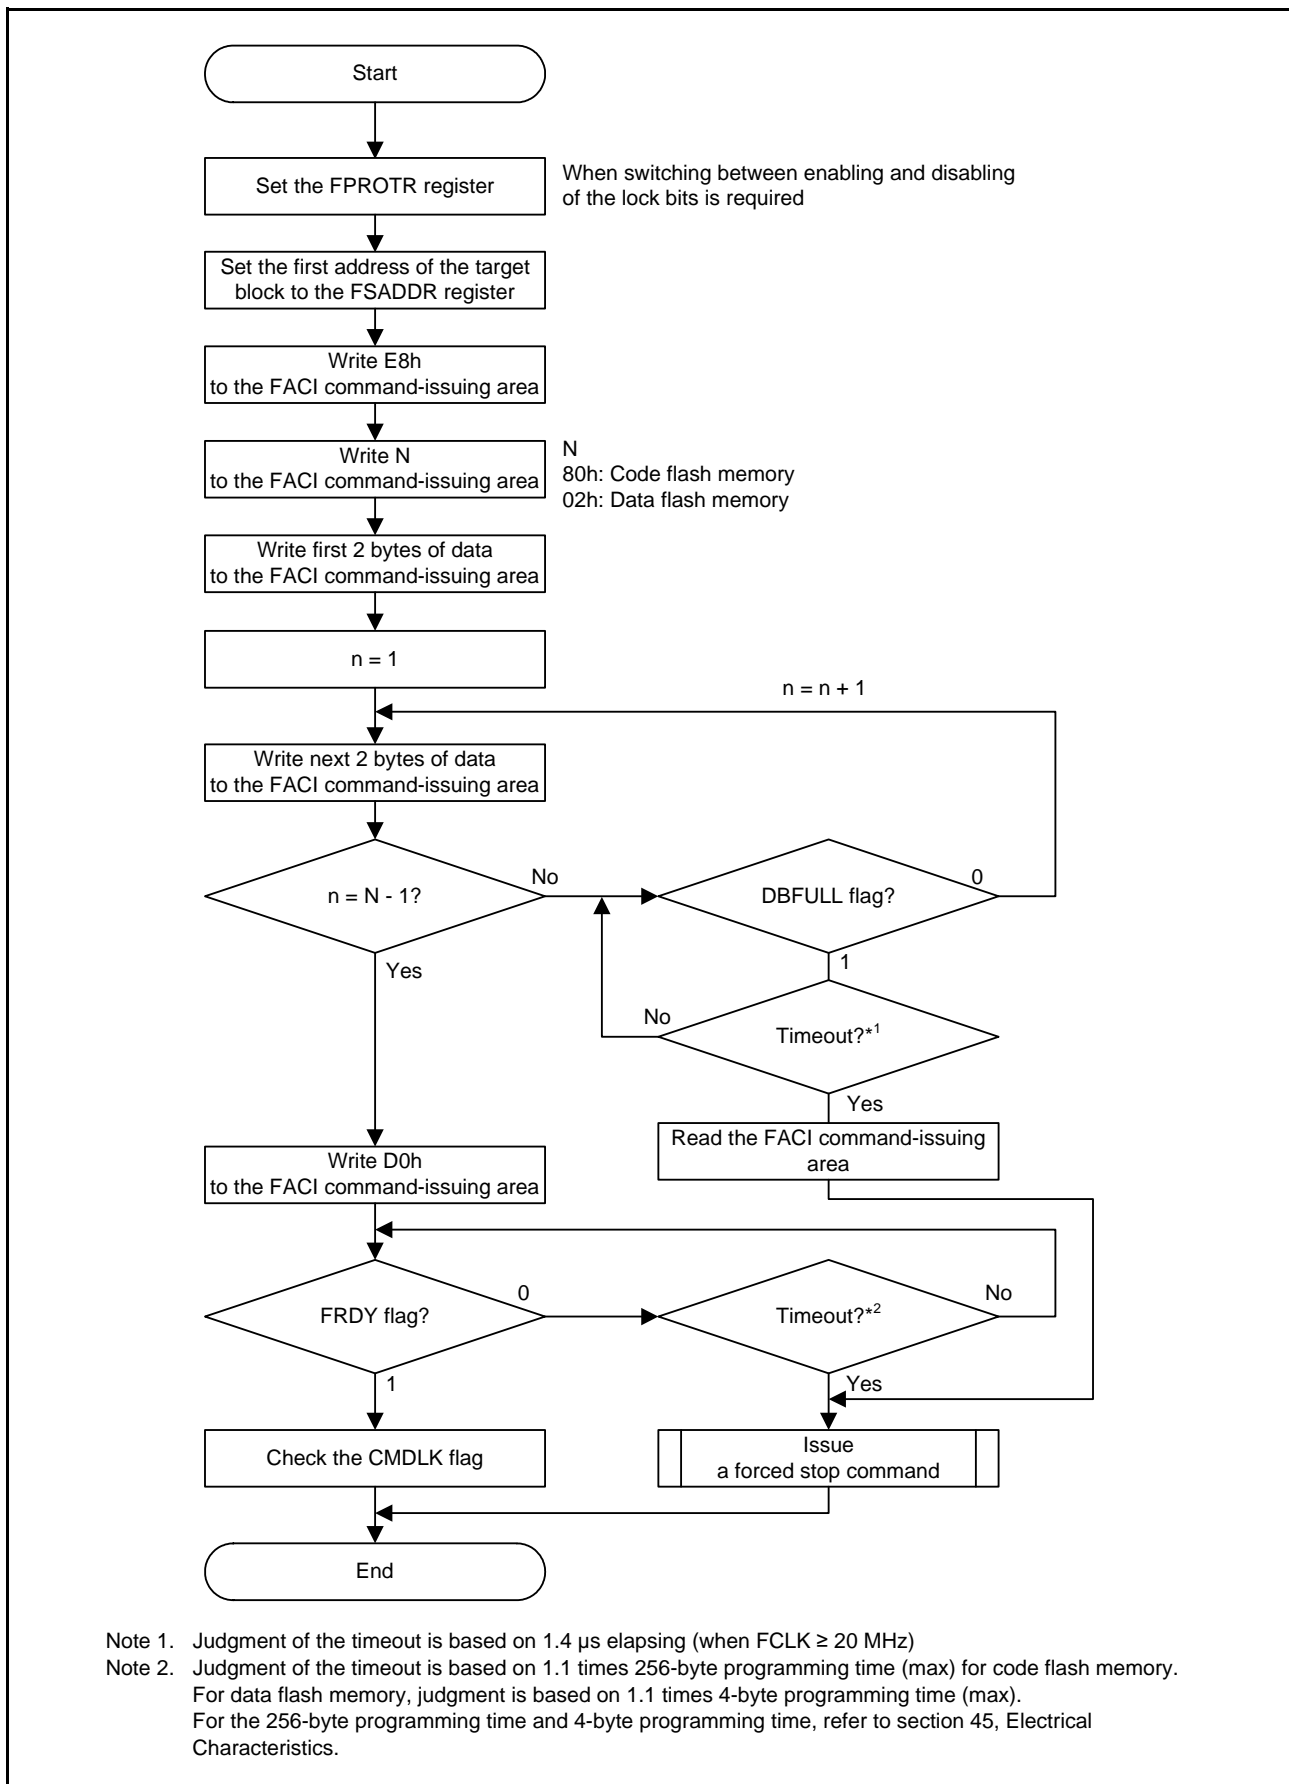 Start
Set the FPROTR register
When switching between enabling and disabling
of the lock bits is required
Set the first address of the target
block to the FSADDR register
Write E8h
to the FACI command-issuing area
Write N
to the FACI command-issuing area
N
80h: Code flash memory
02h: Data flash memory
Write first 2 bytes of data
to the FACI command-issuing area
n = 1
n = n + 1
Write next 2 bytes of data
to the FACI command-issuing area
n = N - 1?
No
DBFULL flag?
0
Yes
1
No
Timeout?*1
Yes
Read the FACI command-issuing
area
Write D0h
to the FACI command-issuing area
FRDY flag?
0
Timeout?*2
No
1
Yes
Check the CMDLK flag
Issue
a forced stop command
End
Note 1. Judgment of the timeout is based on 1.4 µs elapsing (when FCLK ≥ 20 MHz)
Note 2. Judgment of the timeout is based on 1.1 times 256-byte programming time (max) for code flash memory.
For data flash memory, judgment is based on 1.1 times 4-byte programming time (max).
For the 256-byte programming time and 4-byte programming time, refer to section 45, Electrical
Characteristics.